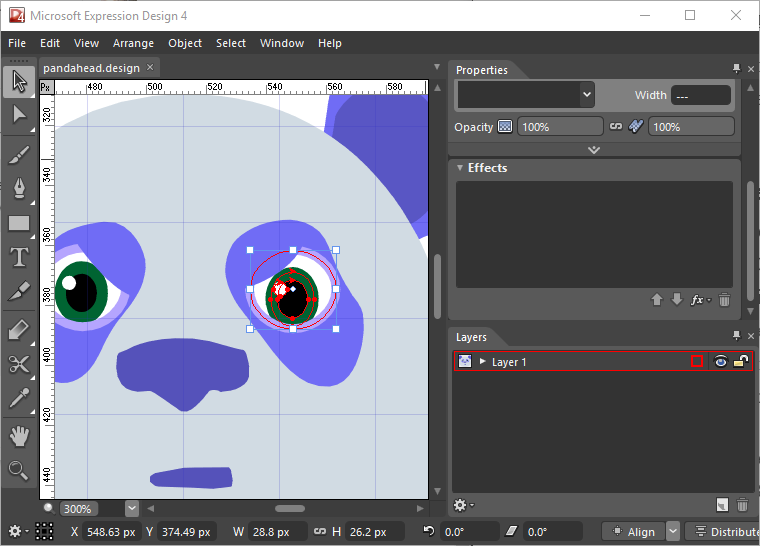 Microsoft Expression Design 4
File Edit View Arrange Object Select Window Help
pandahead.design
Px 480 500 520 540 560 580
320
340
360
380
400
420
440
Properties
Width ---
Opacity 100% 100%
Effects
fx
Layers
Layer 1
300%
X 548.63 px Y 374.49 px W 28.8 px H 26.2 px 0.0° 0.0° Align Distribute